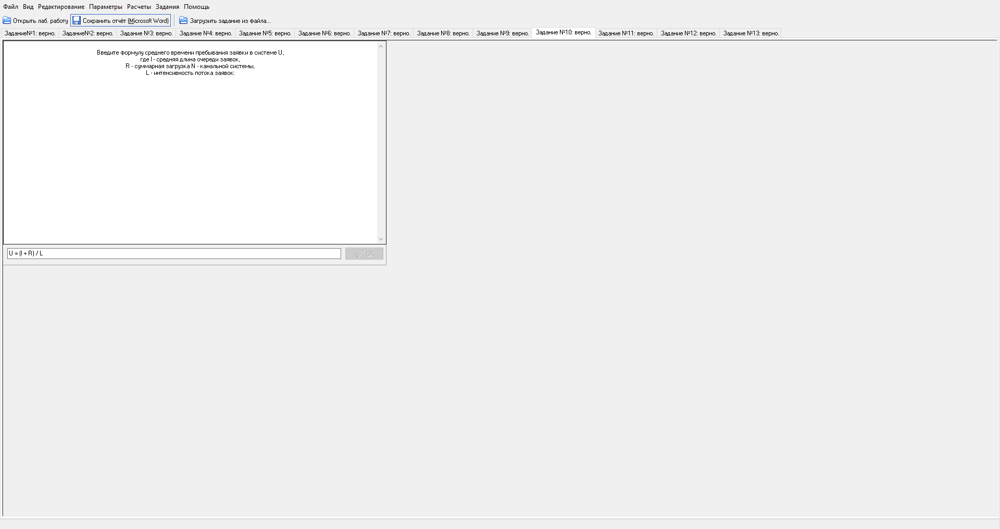 Файл Вид Редактирование Параметры Расчеты Задания Помощь
Открыть лаб. работу Сохранить отчёт (Microsoft Word) Загрузить задание из файла...
Задание№1: верно. Задание№2: верно. Задание №3: верно. Задание №4: верно. Задание №5: верно. Задание №6: верно. Задание №7: верно. Задание №8: верно. Задание №9: верно. Задание №10: верно. Задание №11: верно. Задание №12: верно. Задание №13: верно.
Введите формулу среднего времени пребывания заявки в системе U,
где l - средняя длина очереди заявок,
R - суммарная загрузка N - канальной системы,
L - интенсивность потока заявок:
U = (l + R) / L
OK